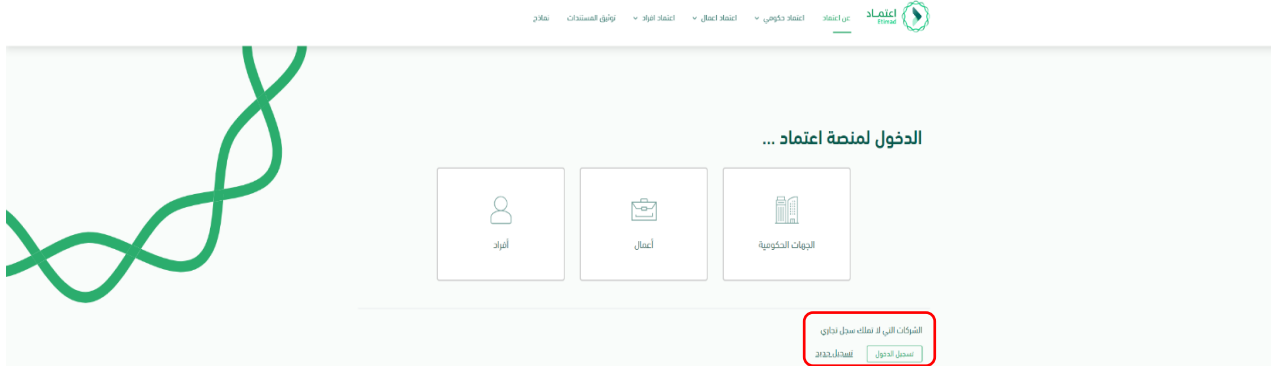 اعتماد
Etimad
عن اعتماد
اعتماد حكومي
اعتماد اعمال
اعتماد افراد
توثيق المستندات
نماذج
الدخول لمنصة اعتماد ...
الجهات الحكومية
أعمال
أفراد
الشركات التي لا تملك سجل تجاري
تسجيل الدخول
تسجيل جديد